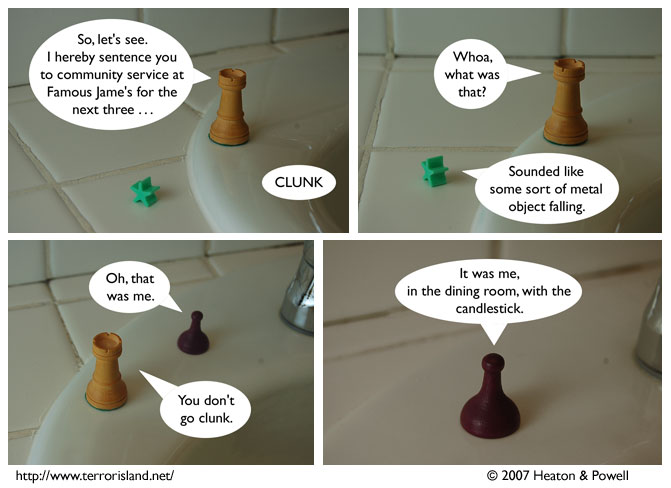 So, let's see.
I hereby sentence you
to community service at
Famous Jame's for the
next three . . .
CLUNK
Whoa,
what was
that?
Sounded like
some sort of metal
object falling.
Oh, that
was me.
You don't
go clunk.
It was me,
in the dining room, with the
candlestick.
http://www.terrorisland.net/
© 2007 Heaton & Powell